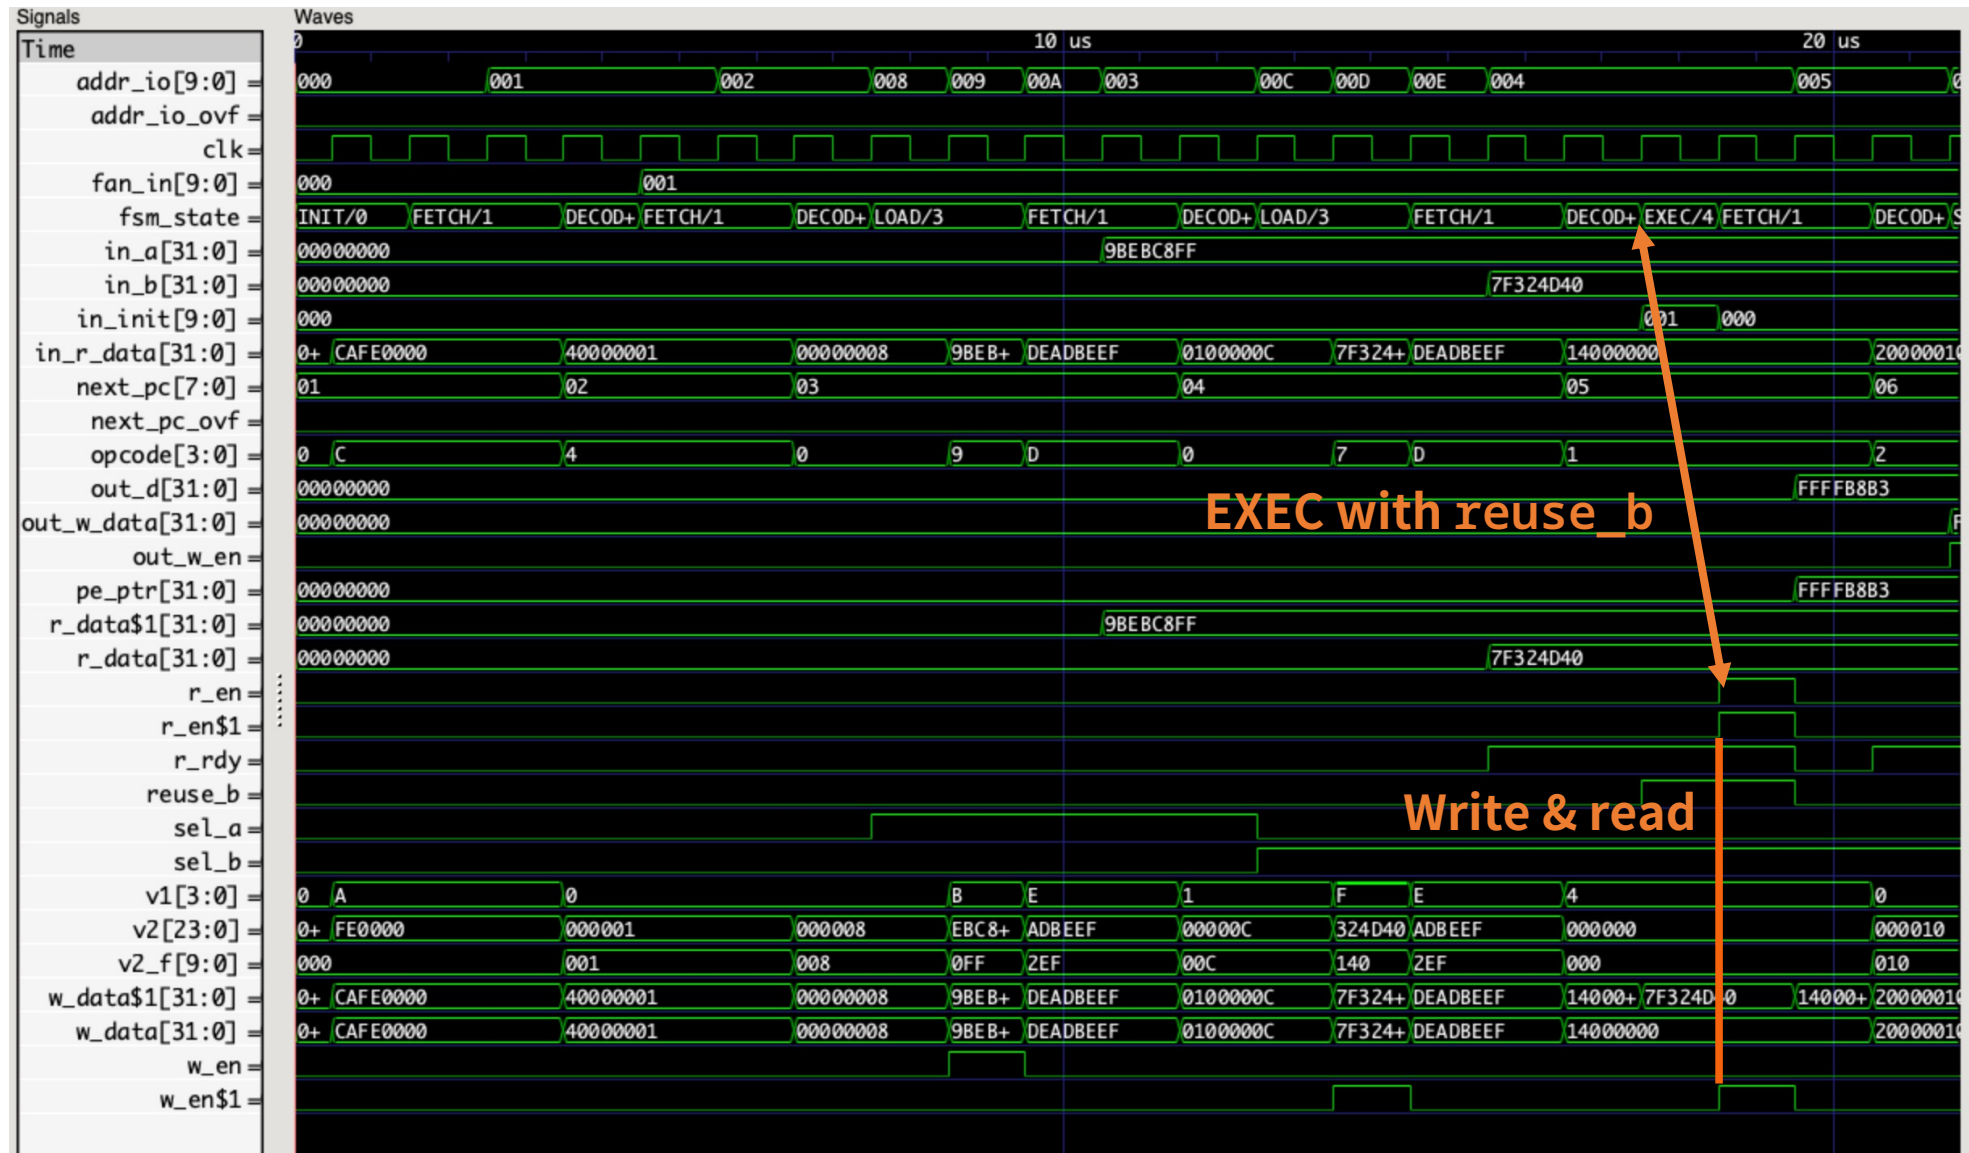 Signals Waves
Time 0 10 us 20 us
addr_io[9:0] = 000 001 002 008 009 00A 003 00C 00D 00E 004 005
addr_io_ovf =
clk =
fan_in[9:0] = 000 001
fsm_state = INIT/0 FETCH/1 DECOD+ FETCH/1 DECOD+ LOAD/3 FETCH/1 DECOD+ LOAD/3 FETCH/1 DECOD+ EXEC/4 FETCH/1 DECOD+ S
in_a[31:0] = 00000000 9BEBC8FF
in_b[31:0] = 00000000 7F324D40
in_init[9:0] = 000 001 000
in_r_data[31:0] = 0+ CAFE0000 40000001 00000008 9BEB+ DEADBEEF 0100000C 7F324+ DEADBEEF 14000000 20000010
next_pc[7:0] = 01 02 03 04 05 06
next_pc_ovf =
opcode[3:0] = 0 C 4 0 9 D 0 7 D 1 2
out_d[31:0] = 00000000 FFFFB8B3
EXEC with reuse_b
out_w_data[31:0] = 00000000 F
out_w_en =
pe_ptr[31:0] = 00000000 FFFFB8B3
r_data$1[31:0] = 00000000 9BEBC8FF
r_data[31:0] = 00000000 7F324D40
r_en =
r_en$1 =
r_rdy =
reuse_b =
Write & read
sel_a =
sel_b =
v1[3:0] = 0 A 0 B E 1 F E 4 0
v2[23:0] = 0+ FE0000 000001 000008 EBC8+ ADBEEF 00000C 324D40 ADBEEF 000000 000010
v2_f[9:0] = 000 001 008 0FF 2EF 00C 140 2EF 000 010
w_data$1[31:0] = 0+ CAFE0000 40000001 00000008 9BEB+ DEADBEEF 0100000C 7F324+ DEADBEEF 14000+ 7F324D40 14000+ 20000010
w_data[31:0] = 0+ CAFE0000 40000001 00000008 9BEB+ DEADBEEF 0100000C 7F324+ DEADBEEF 14000000 20000010
w_en =
w_en$1 =